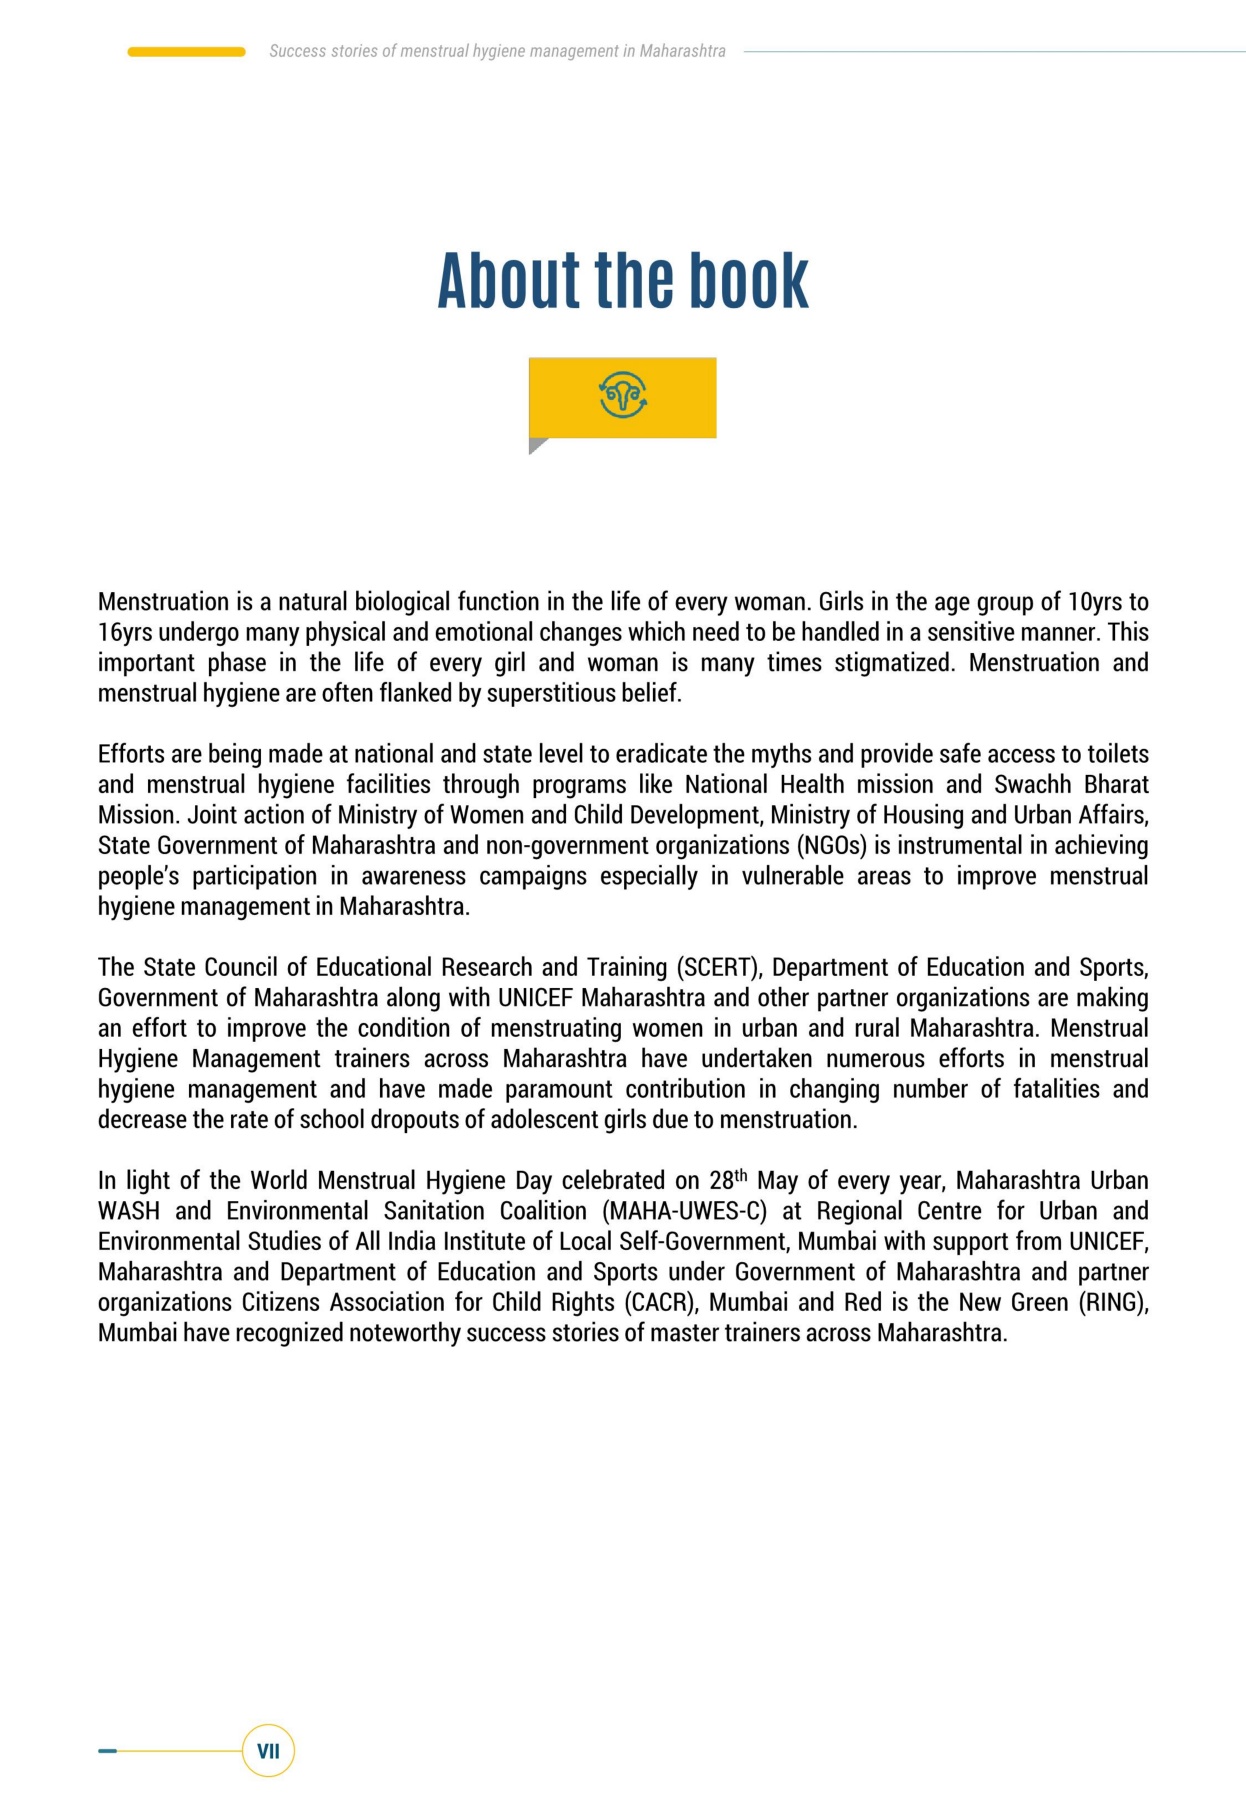 Success stories of menstrual hygiene management in Maharashtra
About the book
Menstruation is a natural biological function in the life of every woman. Girls in the age group of 10yrs to
16yrs undergo many physical and emotional changes which need to be handled in a sensitive manner. This
important phase in the life of every girl and woman is many times stigmatized. Menstruation and
menstrual hygiene are often flanked by superstitious belief.
Efforts are being made at national and state level to eradicate the myths and provide safe access to toilets
and menstrual hygiene facilities through programs like National Health mission and Swachh Bharat
Mission. Joint action of Ministry of Women and Child Development, Ministry of Housing and Urban Affairs,
State Government of Maharashtra and non-government organizations (NGOs) is instrumental in achieving
people's participation in awareness campaigns especially in vulnerable areas to improve menstrual
hygiene management in Maharashtra.
The State Council of Educational Research and Training (SCERT), Department of Education and Sports,
Government of Maharashtra along with UNICEF Maharashtra and other partner organizations are making
an effort to improve the condition of menstruating women in urban and rural Maharashtra. Menstrual
Hygiene Management trainers across Maharashtra have undertaken numerous efforts in menstrual
hygiene management and have made paramount contribution in changing number of fatalities and
decrease the rate of school dropouts of adolescent girls due to menstruation.
In light of the World Menstrual Hygiene Day celebrated on 28th May of every year, Maharashtra Urban
WASH and Environmental Sanitation Coalition (MAHA-UWES-C) at Regional Centre for Urban and
Environmental Studies of All India Institute of Local Self-Government, Mumbai with support from UNICEF,
Maharashtra and Department of Education and Sports under Government of Maharashtra and partner
organizations Citizens Association for Child Rights (CACR), Mumbai and Red is the New Green (RING),
Mumbai have recognized noteworthy success stories of master trainers across Maharashtra.
VII